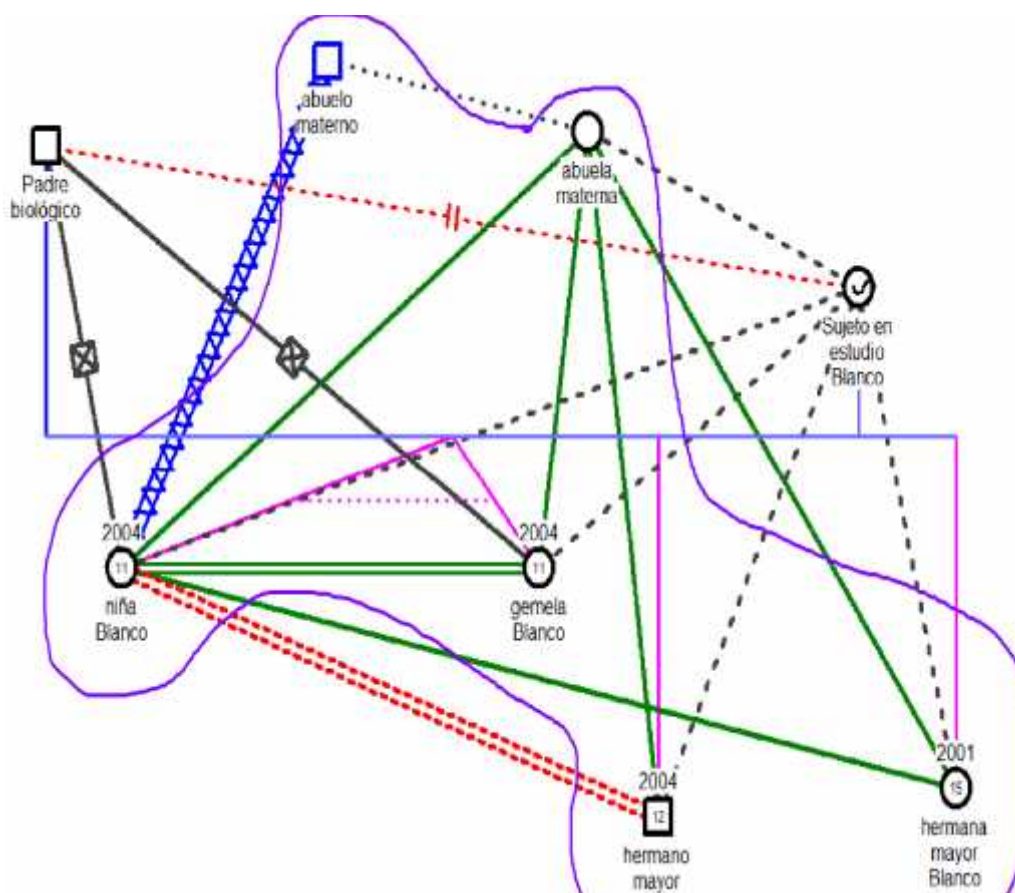 abuelo
materno
abuela
materna
Padre
biológico
Sujeto en
estudio
Blanco
2004
11
niña
Blanco
2004
11
gemela
Blanco
2004
12
hermano
mayor
2001
15
hermana
mayor
Blanco